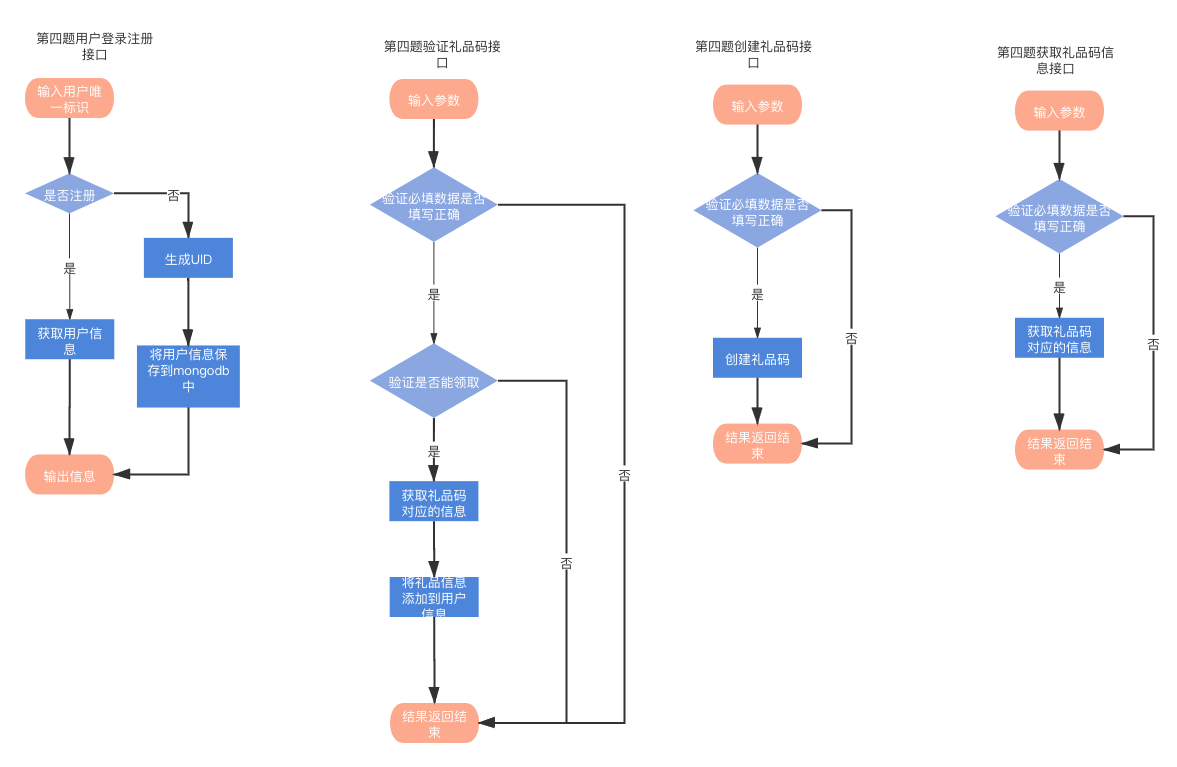 第四题用户登录注册
接口
输入用户唯
一标识
是否注册
否
生成UID
是
获取用户信
息
将用户信息保
存到mongodb
中
输出信息
第四题验证礼品码接
口
输入参数
验证必填数据是否
填写正确
是
验证是否能领取
是
获取礼品码
对应的信息
否
否
将礼品信息
添加到用户
信息
结果返回结
束
第四题创建礼品码接
口
输入参数
验证必填数据是否
填写正确
是
否
创建礼品码
结果返回结
束
第四题获取礼品码信
息接口
输入参数
验证必填数据是否
填写正确
是
获取礼品码
对应的信息
否
结果返回结
束